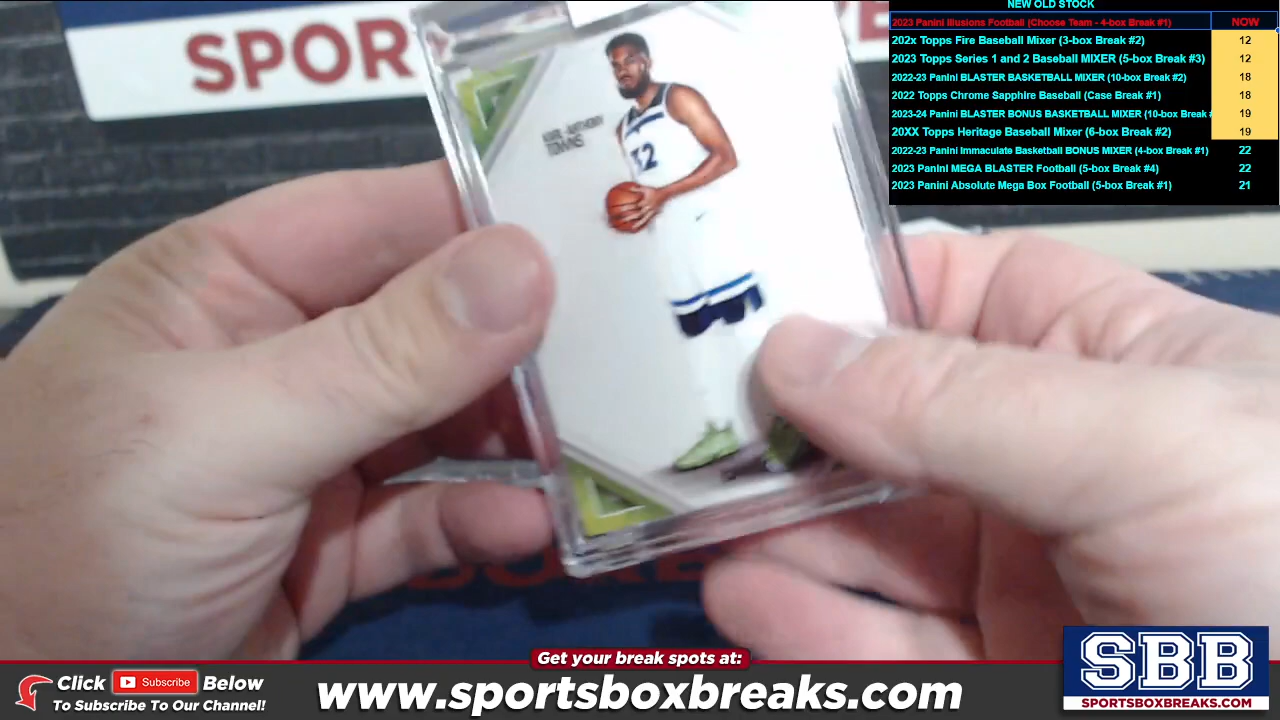 SPOR
NEW OLD STOCK
2023 Panini Illusions Football (Choose Team - 4-box Break #1) NOW
202x Topps Fire Baseball Mixer (3-box Break #2) 12
2023 Topps Series 1 and 2 Baseball MIXER (5-box Break #3) 12
2022-23 Panini BLASTER BASKETBALL MIXER (10-box Break #2) 18
2022 Topps Chrome Sapphire Baseball (Case Break #1) 18
2023-24 Panini BLASTER BONUS BASKETBALL MIXER (10-box Break # 19
20XX Topps Heritage Baseball Mixer (6-box Break #2) 19
2022-23 Panini Immaculate Basketball BONUS MIXER (4-box Break #1) 22
2023 Panini MEGA BLASTER Football (5-box Break #4) 22
2023 Panini Absolute Mega Box Football (5-box Break #1) 21
KARL-ANTHONY
TOWNS
32
Get your break spots at:
Click Subscribe Below
To Subscribe To Our Channel!
www.sportsboxbreaks.com
SBB
SPORTSBOXBREAKS.COM